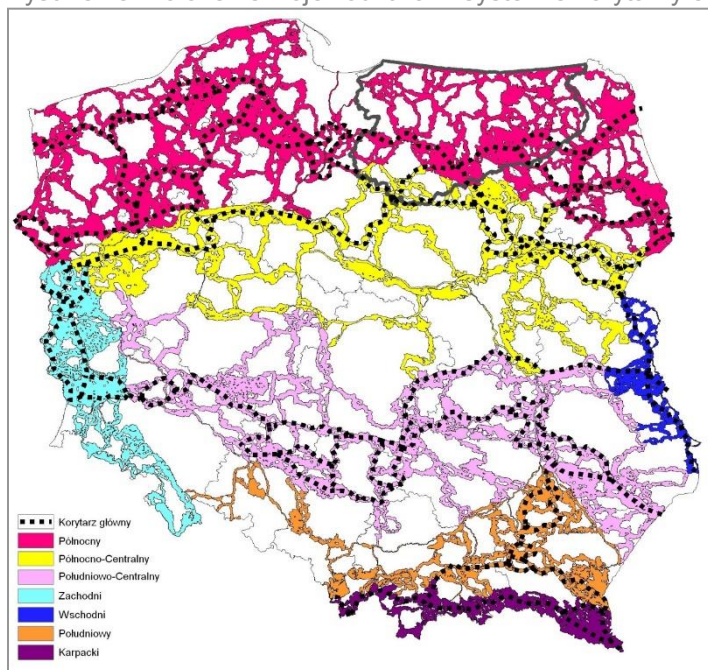 Korytarz główny
Północny
Północno-Centralny
Południowo-Centralny
Zachodni
Wschodni
Południowy
Karpacki